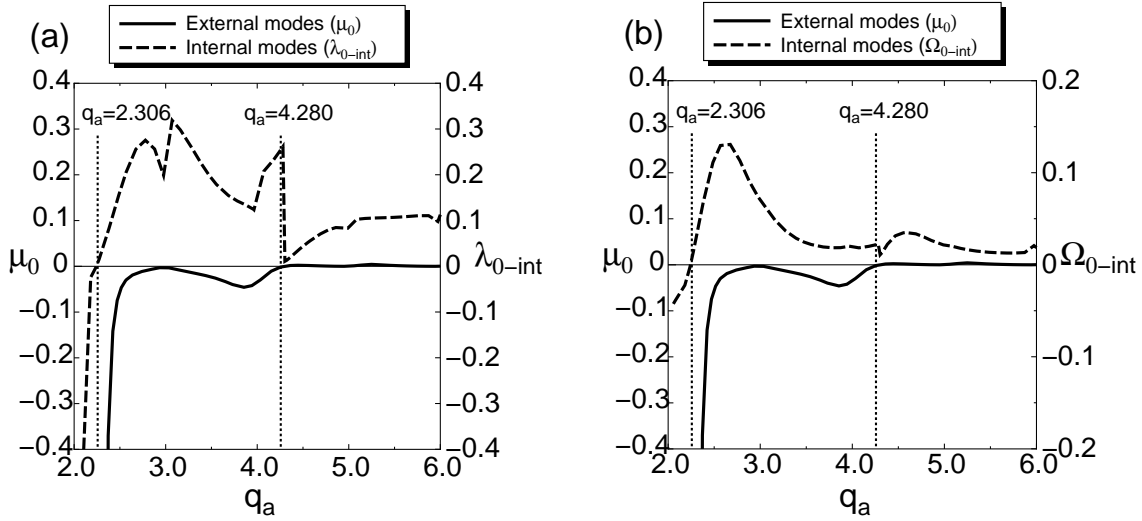 (a)
External modes (μ0)
Internal modes (λ0−int)
0.4
0.3
0.2
0.1
μ0 0
−0.1
−0.2
−0.3
−0.4
qa=2.306
qa=4.280
0.4
0.3
0.2
0.1
0 λ0−int
−0.1
−0.2
−0.3
−0.4
2.0 3.0 4.0 5.0 6.0
qa
(b)
External modes (μ0)
Internal modes (Ω0−int)
0.4
0.3
0.2
0.1
μ0 0
−0.1
−0.2
−0.3
−0.4
qa=2.306
qa=4.280
0.2
0.1
0 Ω0−int
−0.1
−0.2
2.0 3.0 4.0 5.0 6.0
qa